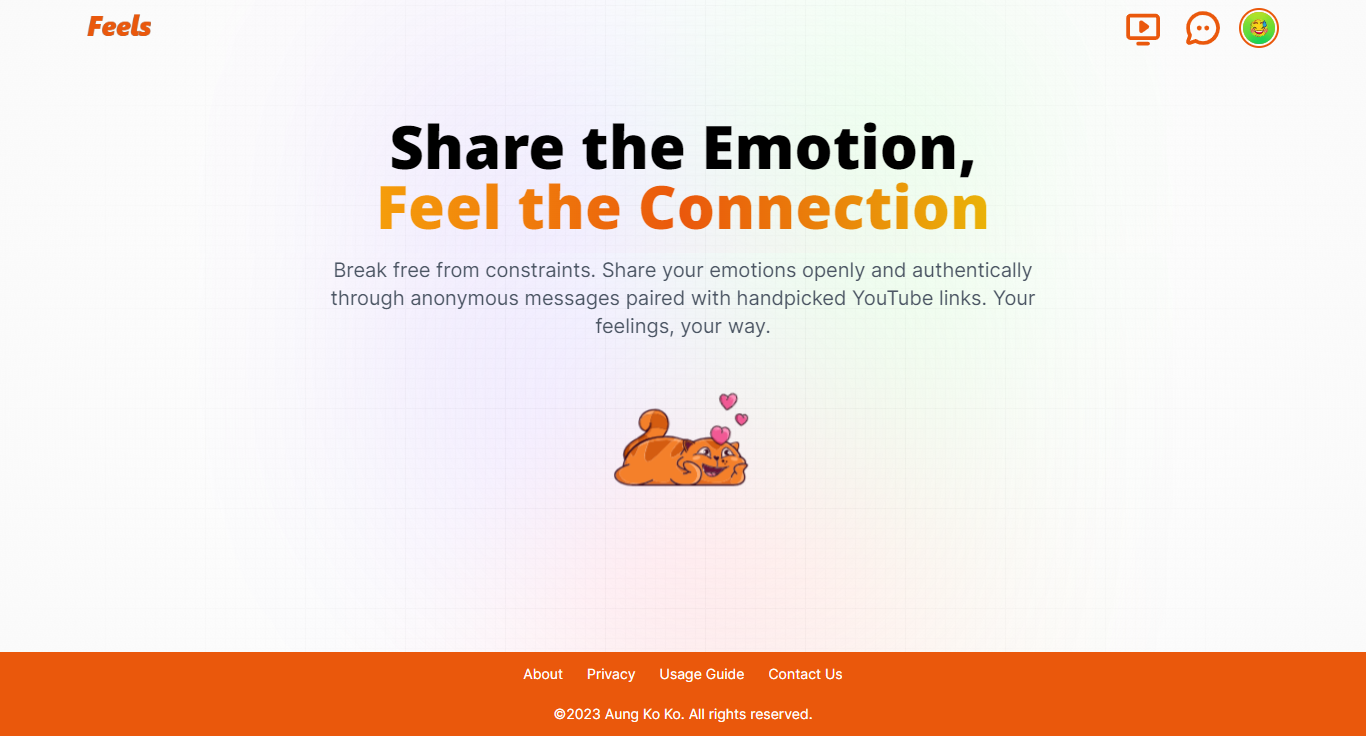 Feels
Share the Emotion,
Feel the Connection
Break free from constraints. Share your emotions openly and authentically
through anonymous messages paired with handpicked YouTube links. Your
feelings, your way.
About Privacy Usage Guide Contact Us
©2023 Aung Ko Ko. All rights reserved.